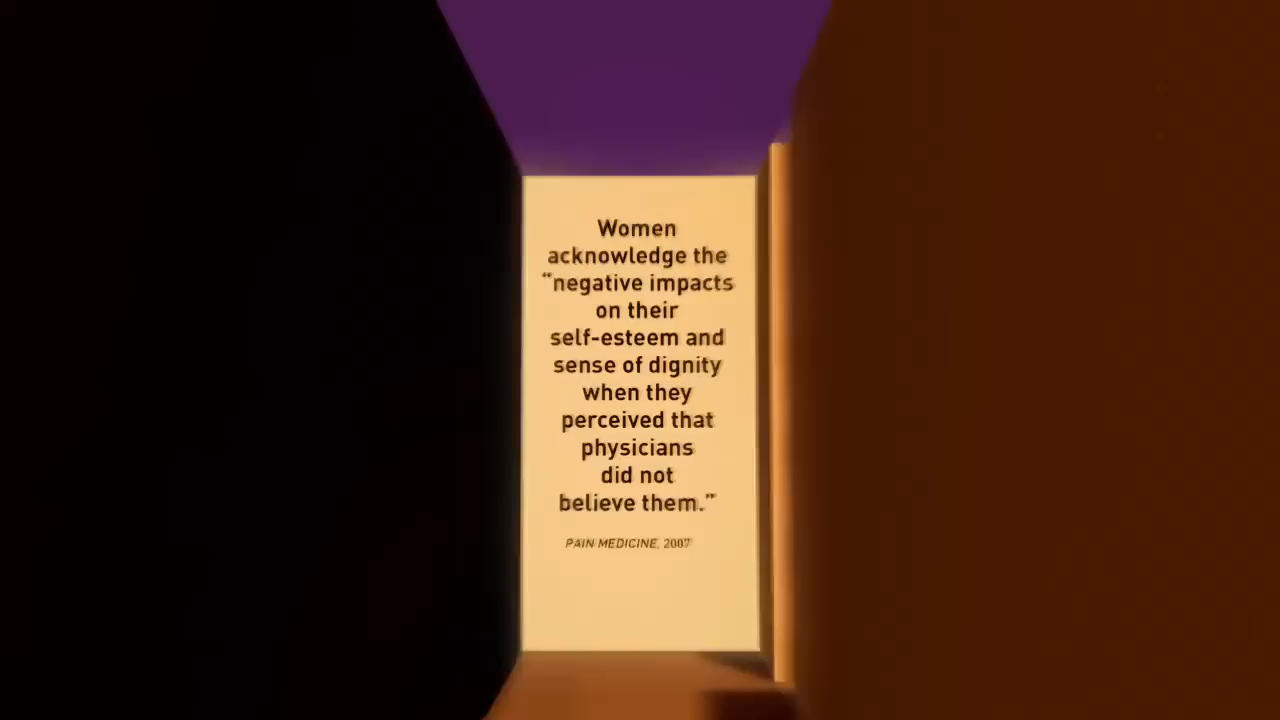 Women
acknowledge the
“negative impacts
on their
self-esteem and
sense of dignity
when they
perceived that
physicians
did not
believe them.”
PAIN MEDICINE, 2007